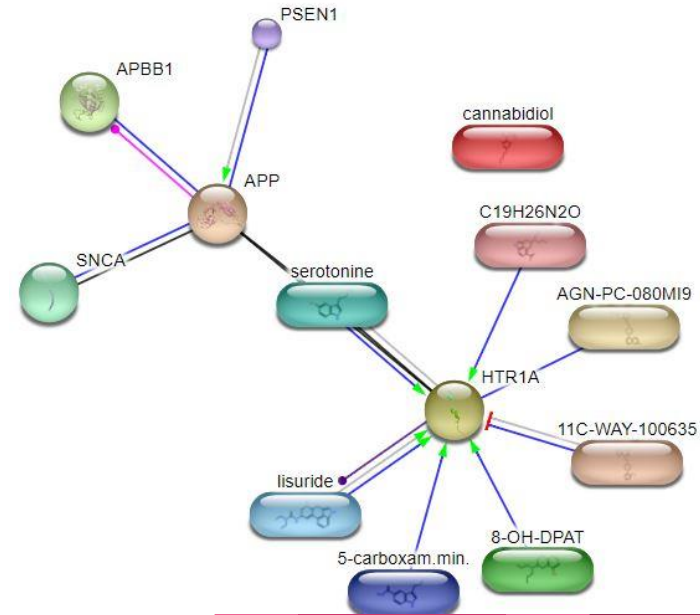 PSEN1
APBB1
cannabidiol
APP
C19H26N2O
SNCA
serotonine
AGN-PC-080MI9
HTR1A
11C-WAY-100635
lisuride
8-OH-DPAT
5-carboxam.min.